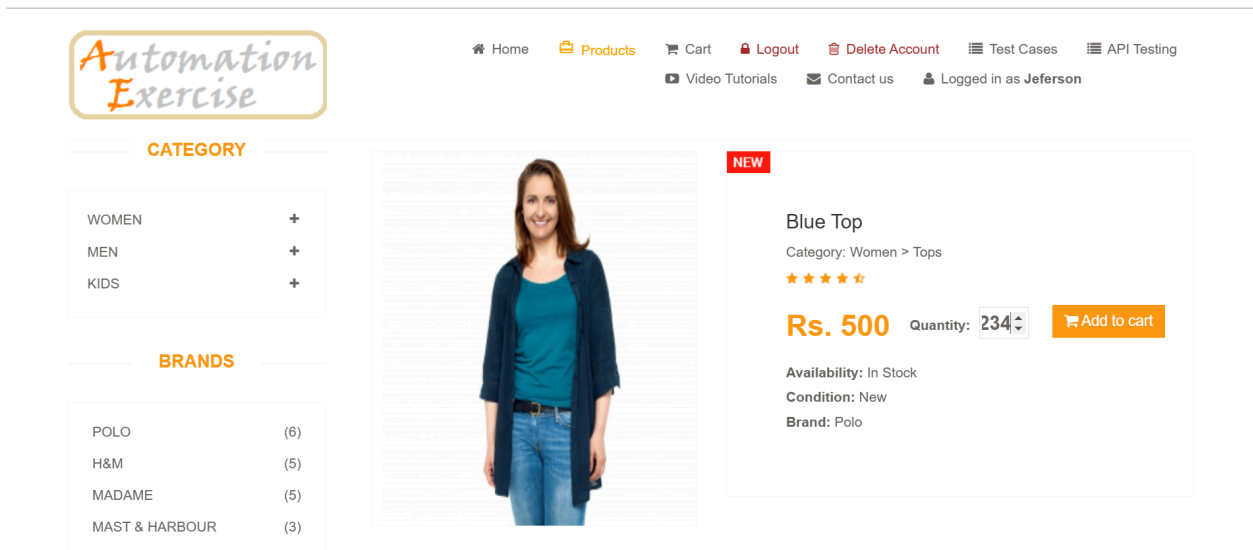 Automation
Exercise
Home Products Cart Logout Delete Account Test Cases API Testing
Video Tutorials Contact us Logged in as Jeferson
CATEGORY
WOMEN
MEN
KIDS
BRANDS
POLO (6)
H&M (5)
MADAME (5)
MAST & HARBOUR (3)
NEW
Blue Top
Category: Women > Tops
Rs. 500 Quantity: 234 Add to cart
Availability: In Stock
Condition: New
Brand: Polo